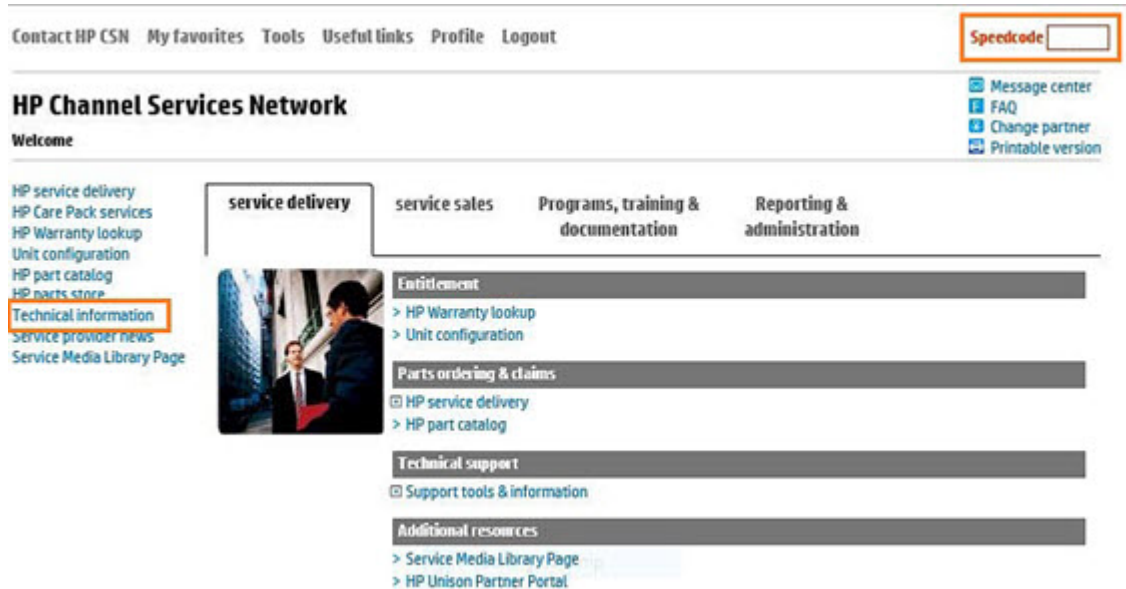 Contact HP CSN My favorites Tools Useful links Profile Logout
Speedcode
HP Channel Services Network
Welcome
Message center
FAQ
Change partner
Printable version
HP service delivery
HP Care Pack services
HP Warranty lookup
Unit configuration
HP part catalog
HP parts store
Technical information
Service provider news
Service Media Library Page
service delivery
service sales
Programs, training &
documentation
Reporting &
administration
Entitlement
> HP Warranty lookup
> Unit configuration
Parts ordering & claims
HP service delivery
> HP part catalog
Technical support
Support tools & information
Additional resources
> Service Media Library Page
> HP Unison Partner Portal